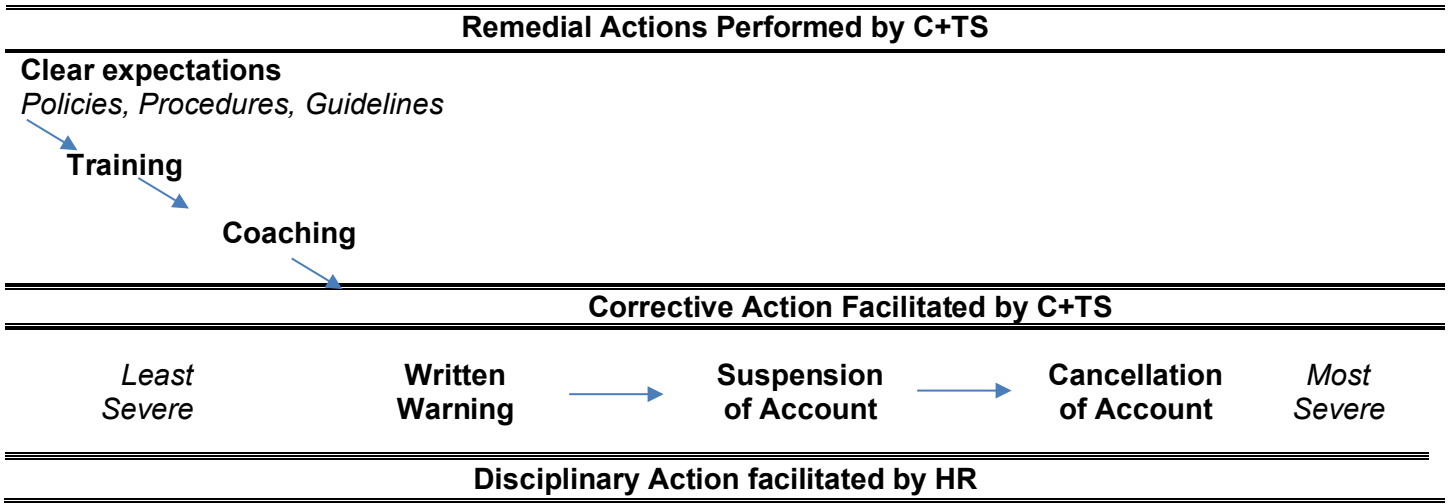 Remedial Actions Performed by C+TS
Clear expectations
Policies, Procedures, Guidelines
Training
Coaching
Corrective Action Facilitated by C+TS
Least
Severe
Written
Warning
Suspension
of Account
Cancellation
of Account
Most
Severe
Disciplinary Action facilitated by HR